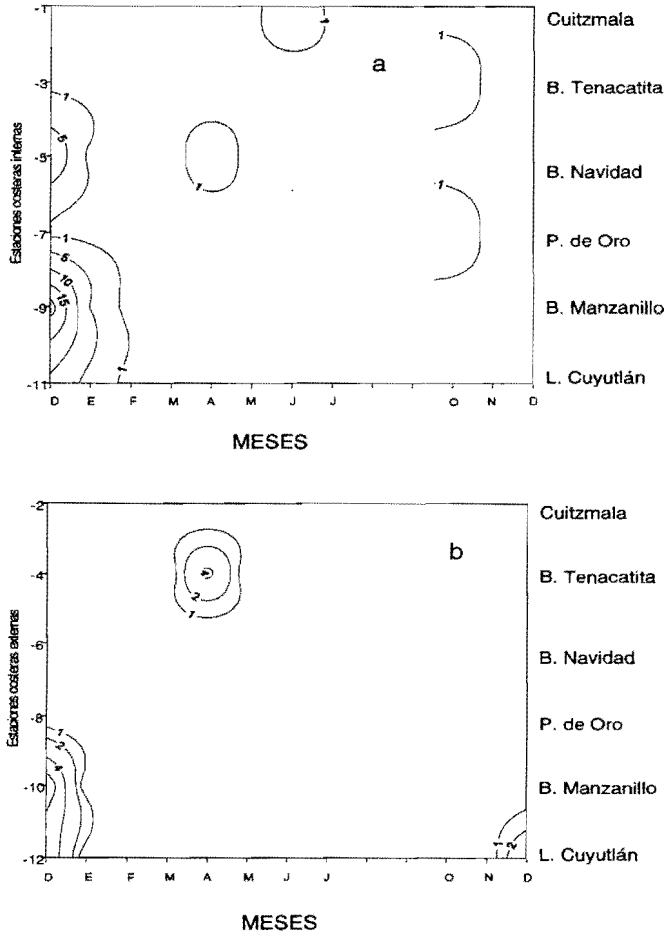 -1
1
Cuitzmala
a
-3
1
1
B. Tenacatita
5
Estaciones costeras internas
-5
B. Navidad
1
1
-7
1
P. de Oro
5
10
15
-9
B. Manzanillo
1
-11
L. Cuyutlán
D E F M A M J J O N D
MESES
-2
Cuitzmala
b
-4
4
B. Tenacatita
2
1
Estaciones costeras externas
-6
B. Navidad
-8
1
P. de Oro
2
4
-10
B. Manzanillo
1
2
-12
L. Cuyutlán
D E F M A M J J O N D
MESES